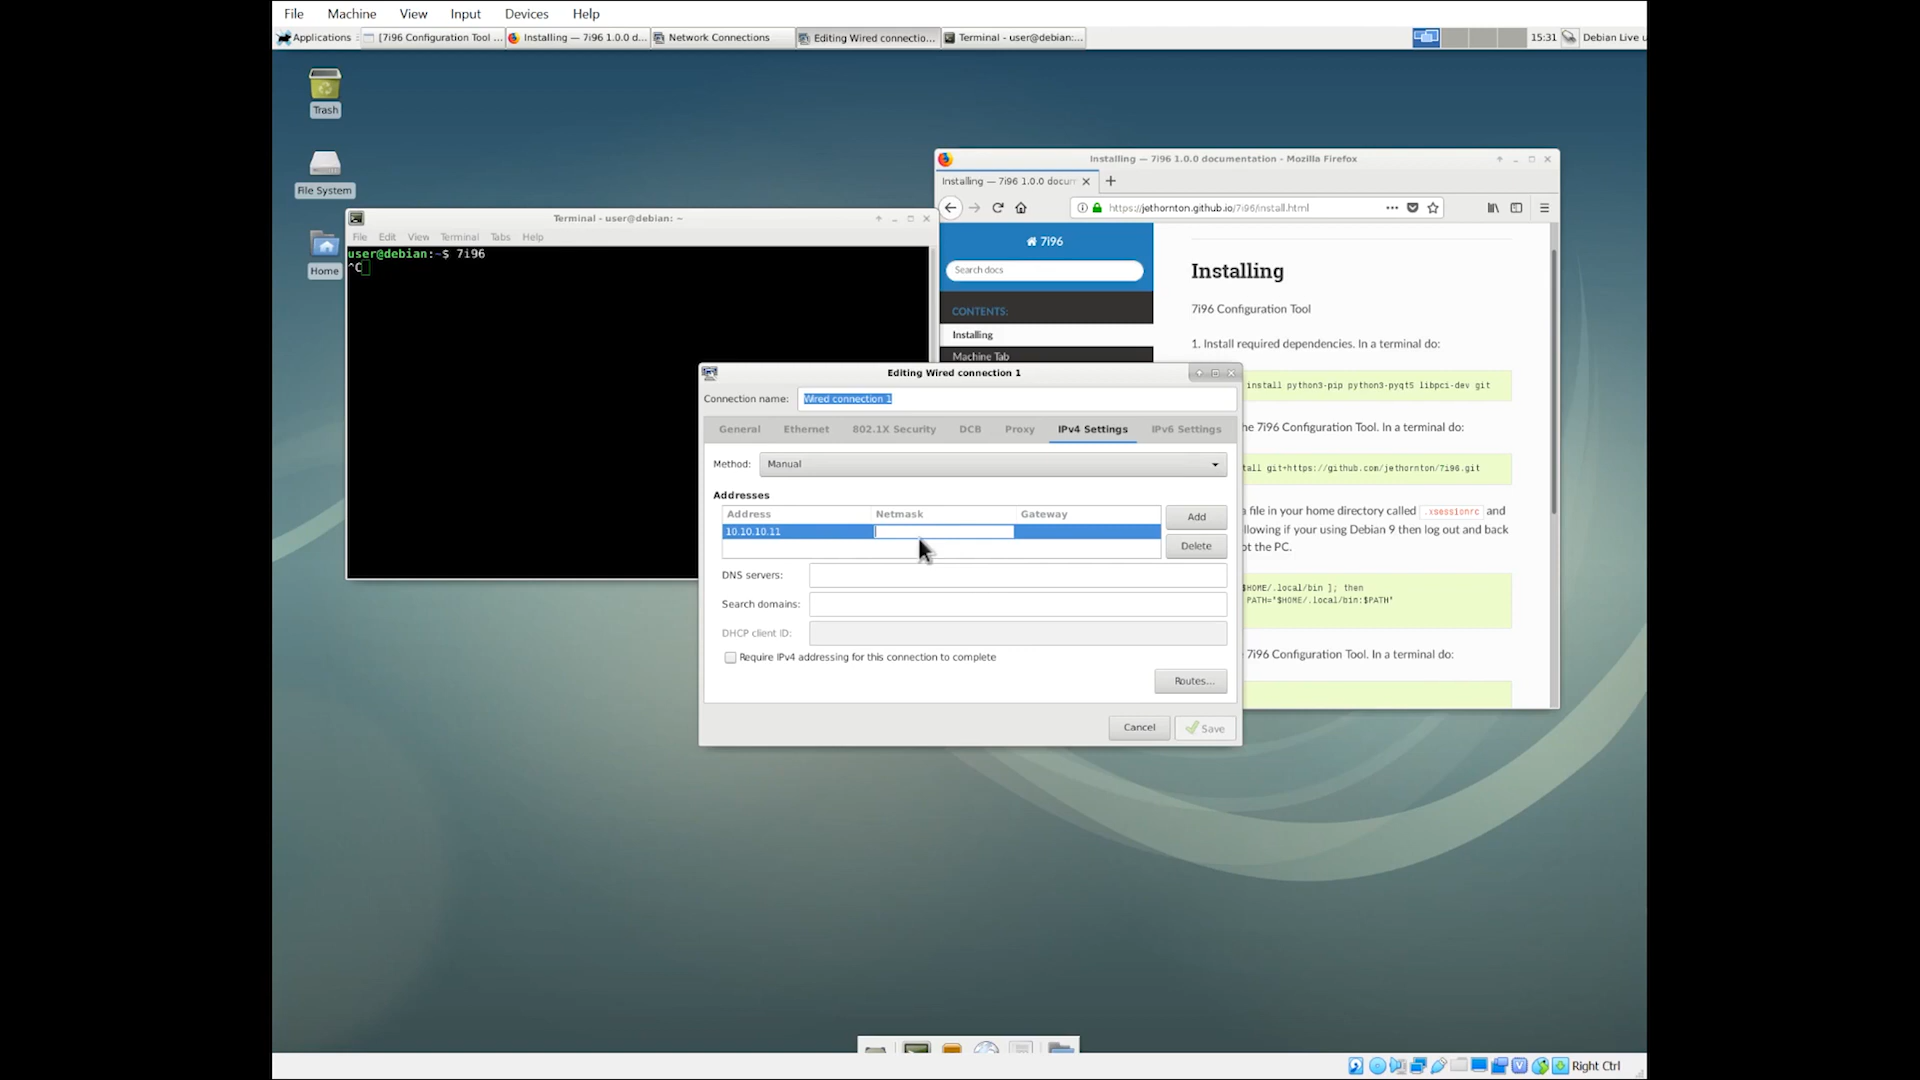 File Machine View Input Devices Help
Applications [7i96 Configuration Tool ... Installing — 7i96 1.0.0 d... Network Connections Editing Wired connectio... Terminal - user@debian:... 15:31 Debian Live u
Trash
File System
Home
Terminal - user@debian: ~
File Edit View Terminal Tabs Help
user@debian:~$ 7i96
^C
Installing — 7i96 1.0.0 documentation - Mozilla Firefox
Installing — 7i96 1.0.0 docum
https://jethornton.github.io/7i96/install.html
7i96
Search docs
CONTENTS:
Installing
Machine Tab
Installing
7i96 Configuration Tool
1. Install required dependencies. In a terminal do:
install python3-pip python3-pyqt5 libpci-dev git
he 7i96 Configuration Tool. In a terminal do:
tall git+https://github.com/jethornton/7i96.git
a file in your home directory called .xsessionrc and
llowing if your using Debian 9 then log out and back
ot the PC.
$HOME/.local/bin ]; then
PATH="$HOME/.local/bin:$PATH"
7i96 Configuration Tool. In a terminal do:
Editing Wired connection 1
Connection name: Wired connection 1
General Ethernet 802.1X Security DCB Proxy IPv4 Settings IPv6 Settings
Method: Manual
Addresses
Address Netmask Gateway
10.10.10.11
Add
Delete
DNS servers:
Search domains:
DHCP client ID:
Require IPv4 addressing for this connection to complete
Routes...
Cancel Save
Right Ctrl